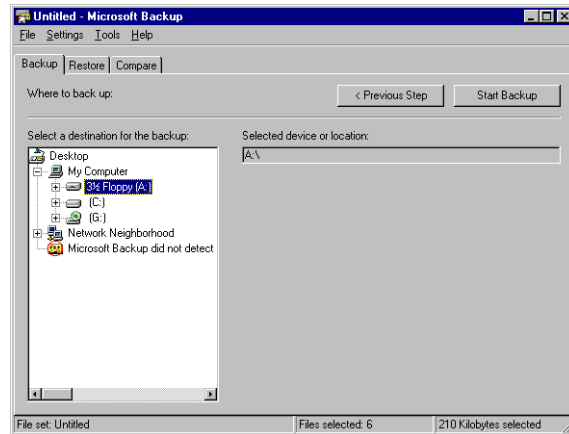 Untitled - Microsoft Backup
File Settings Tools Help
Backup Restore Compare
Where to back up:
< Previous Step Start Backup
Select a destination for the backup:
Selected device or location:
A:\
Desktop
My Computer
3½ Floppy (A:)
(C:)
(G:)
Network Neighborhood
Microsoft Backup did not detect
File set: Untitled Files selected: 6 210 Kilobytes selected